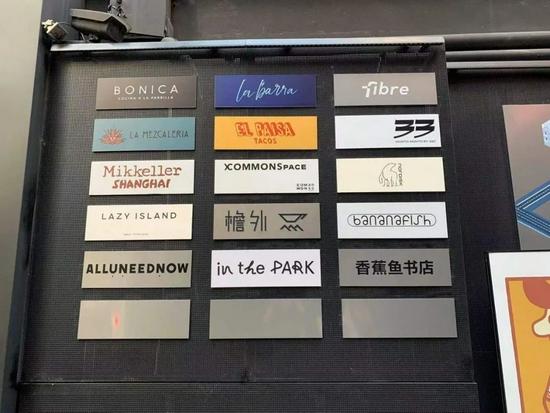 BONICA
COCINA A LA PARRILLA
la barra
fibre
LA MEZCALERIA
EL PAISA
TACOS
33
Mikkeller
SHANGHAI
XCOMMONSPACE
LAZY ISLAND
檐外
bananafish
ALLUNEEDNOW
in the PARK
香蕉鱼书店